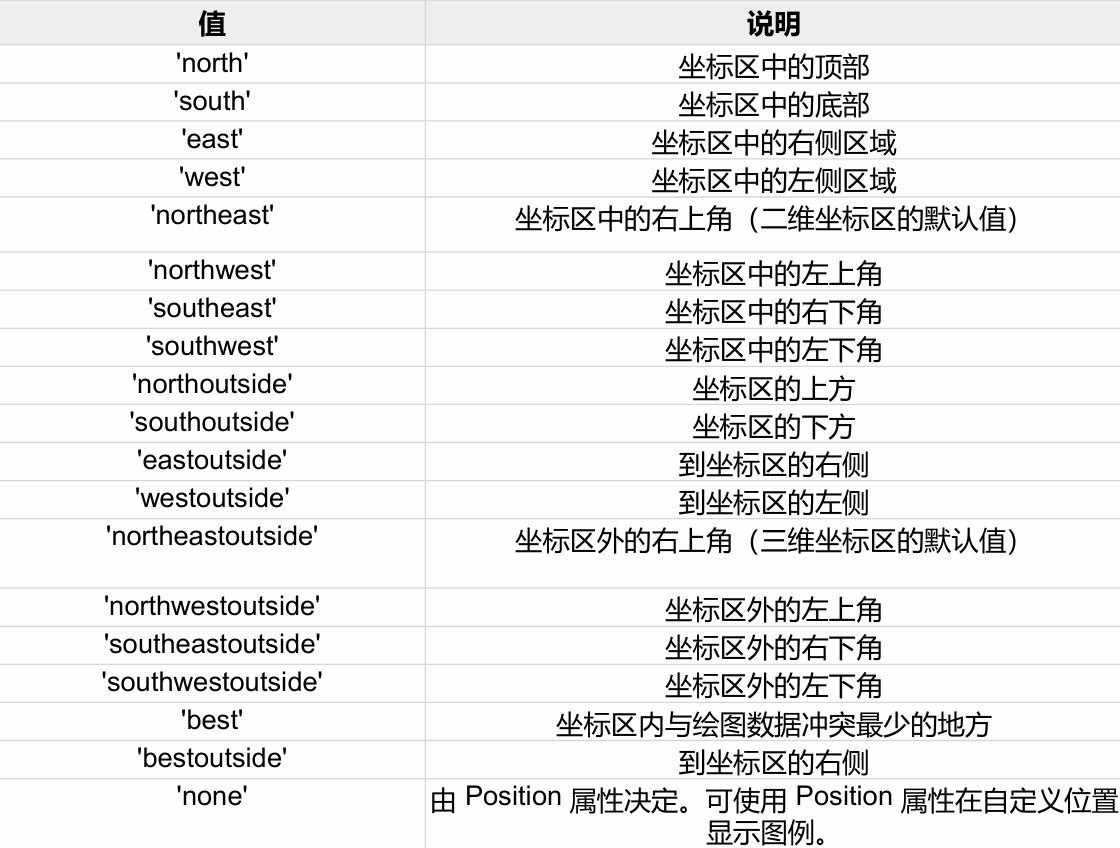 值 说明
'north' 坐标区中的顶部
'south' 坐标区中的底部
'east' 坐标区中的右侧区域
'west' 坐标区中的左侧区域
'northeast' 坐标区中的右上角（二维坐标区的默认值）
'northwest' 坐标区中的左上角
'southeast' 坐标区中的右下角
'southwest' 坐标区中的左下角
'northoutside' 坐标区的上方
'southoutside' 坐标区的下方
'eastoutside' 到坐标区的右侧
'westoutside' 到坐标区的左侧
'northeastoutside' 坐标区外的右上角（三维坐标区的默认值）
'northwestoutside' 坐标区外的左上角
'southeastoutside' 坐标区外的右下角
'southwestoutside' 坐标区外的左下角
'best' 坐标区内与绘图数据冲突最少的地方
'bestoutside' 到坐标区的右侧
'none' 由 Position 属性决定。可使用 Position 属性在自定义位置
显示图例。